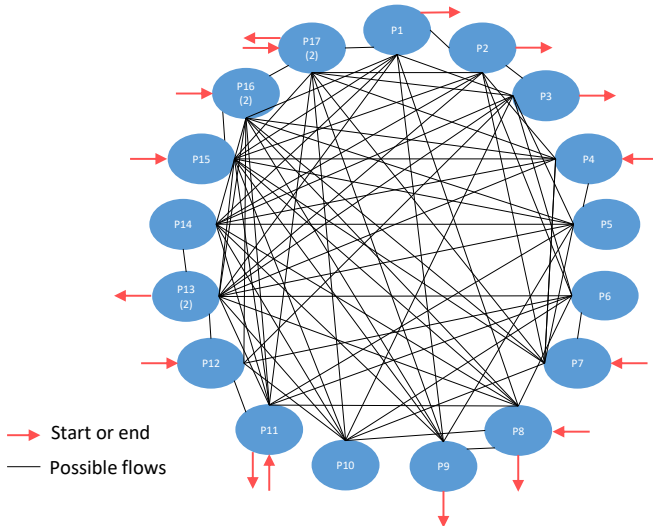 P1
P2
P3
P4
P5
P6
P7
P8
P9
P10
P11
P12
P13
(2)
P14
P15
P16
(2)
P17
(2)
Start or end
Possible flows